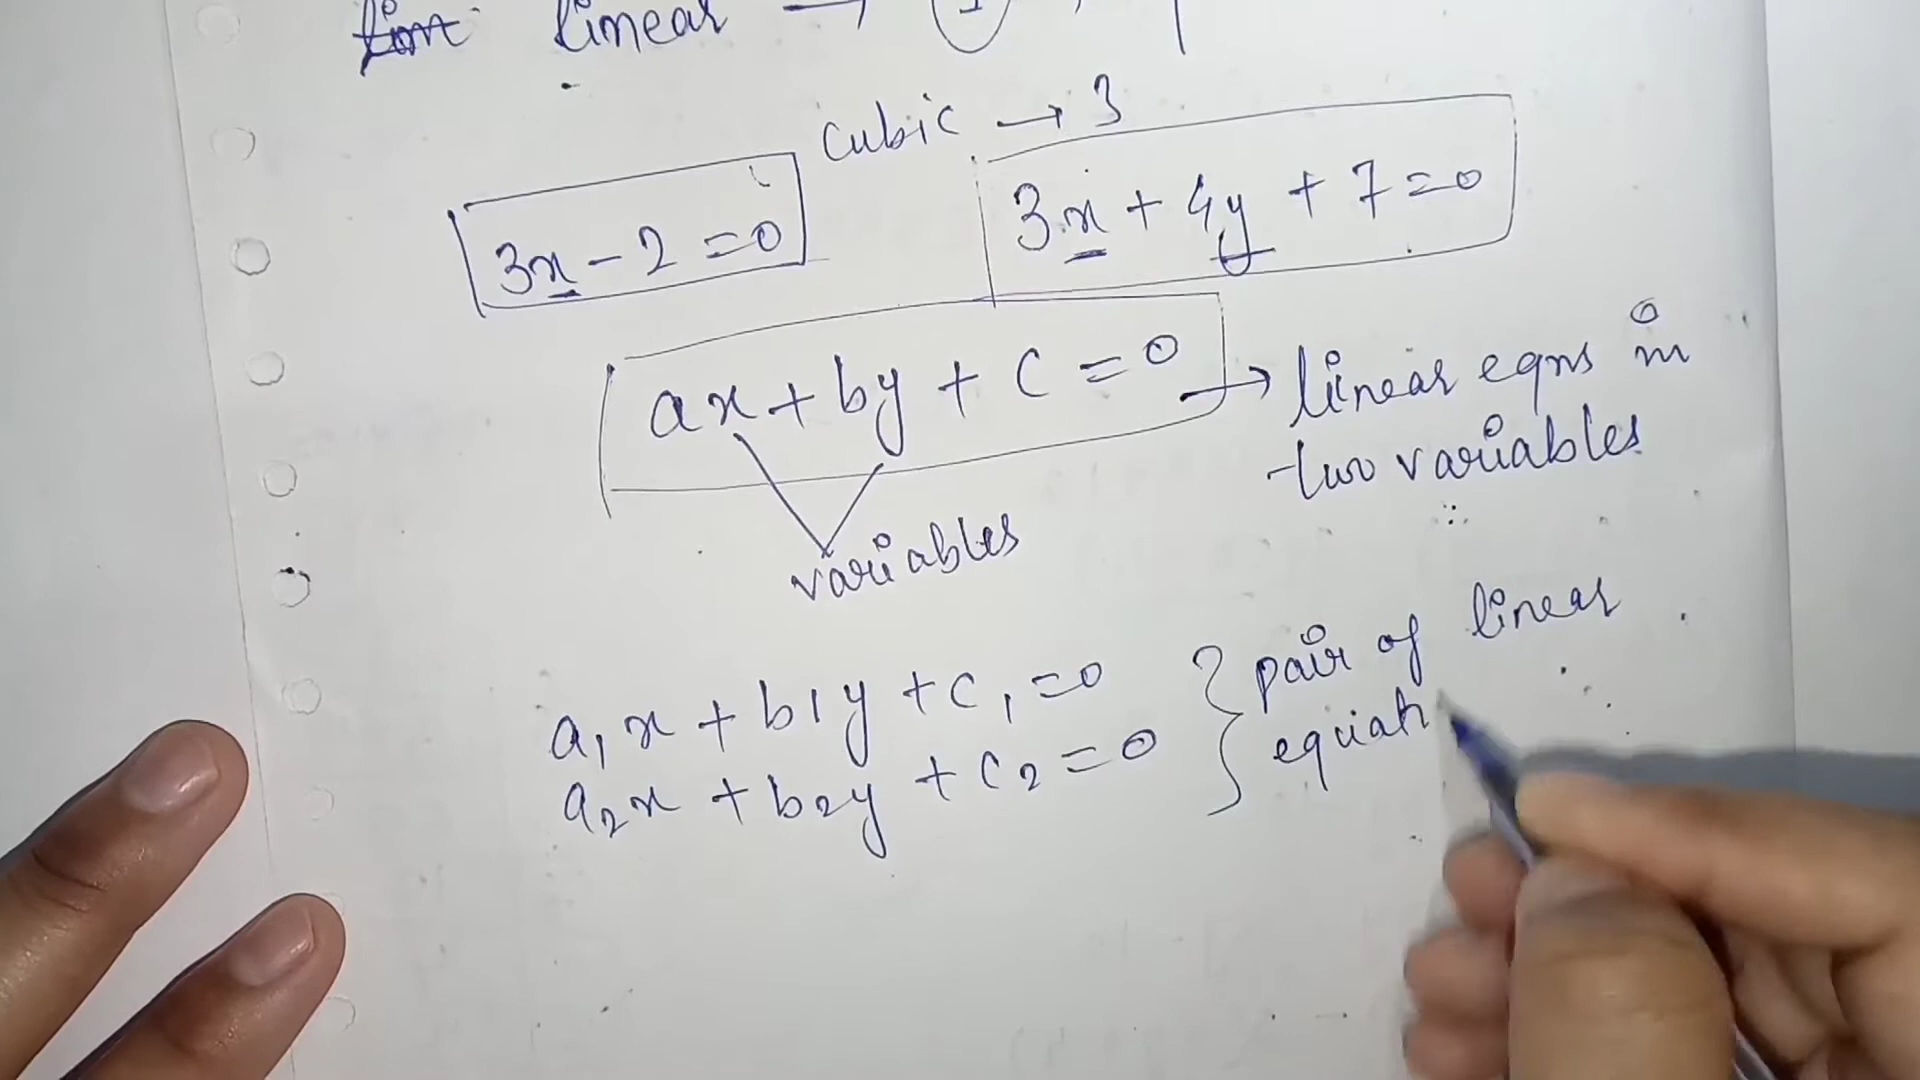 linear →
cubic → 3
3x - 2 = 0
3x + 4y + 7 = 0
ax + by + c = 0 → linear eqns in
two variables
variables
a₁x + b1y + c₁ = 0 } pair of linear
a₂x + b₂y + c₂ = 0 equiati